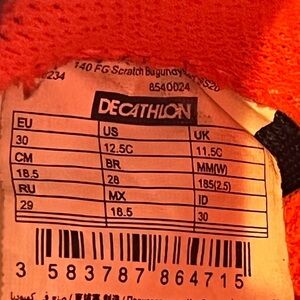 140 FG Scratch Burgundy
0234
8540024
DECATHLON
EU US UK
30 12.5C 11.5C
CM BR MM(W)
18.5 28 185(2.5)
RU MX ID
29 18.5 30
3 583787 864715